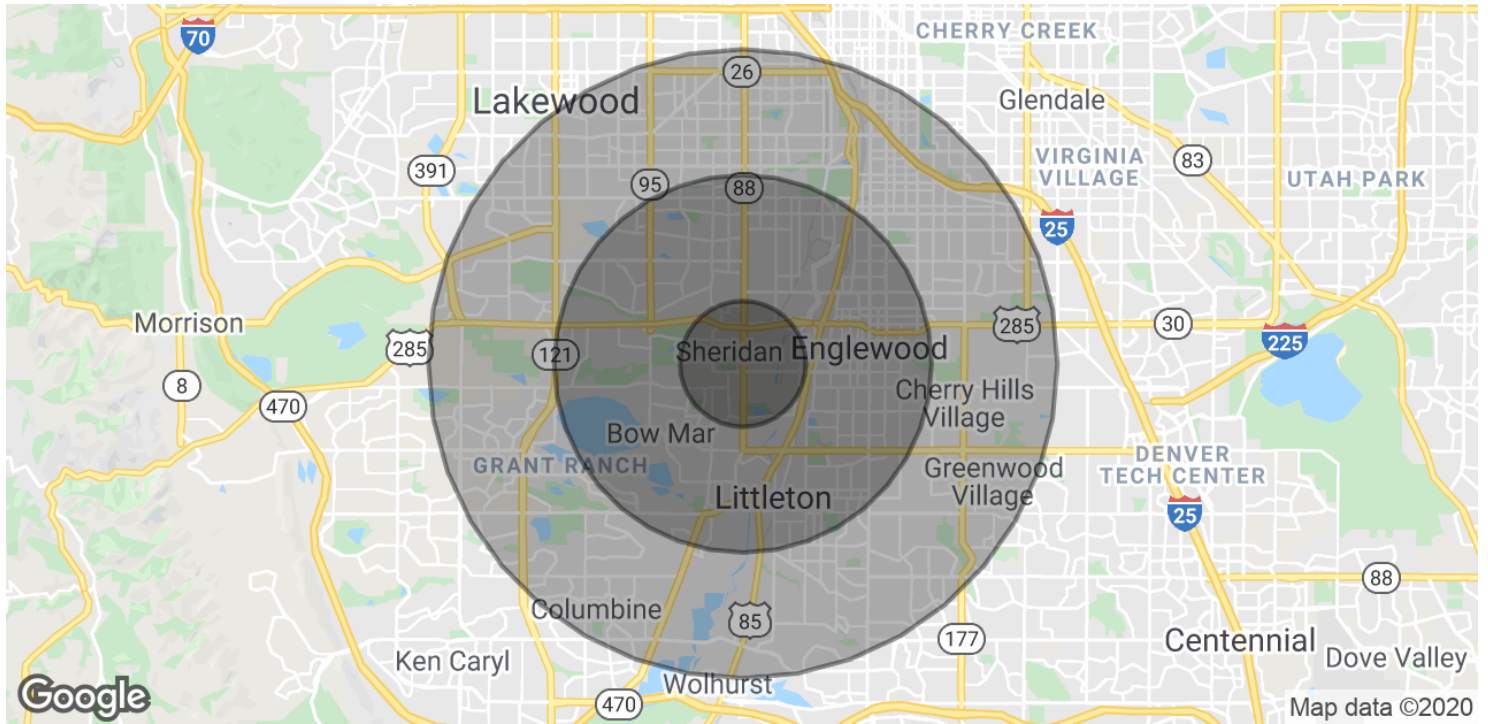 70
CHERRY CREEK
26
Lakewood
Glendale
391
VIRGINIA
VILLAGE
83
95
88
UTAH PARK
25
Morrison
285
121
Sheridan
Englewood
285
30
225
8
470
Cherry Hills
Village
Bow Mar
GRANT RANCH
Greenwood
Village
DENVER
TECH CENTER
Littleton
25
88
Columbine
85
177
Centennial
Ken Caryl
Dove Valley
Wolhurst
470
Google
Map data ©2020